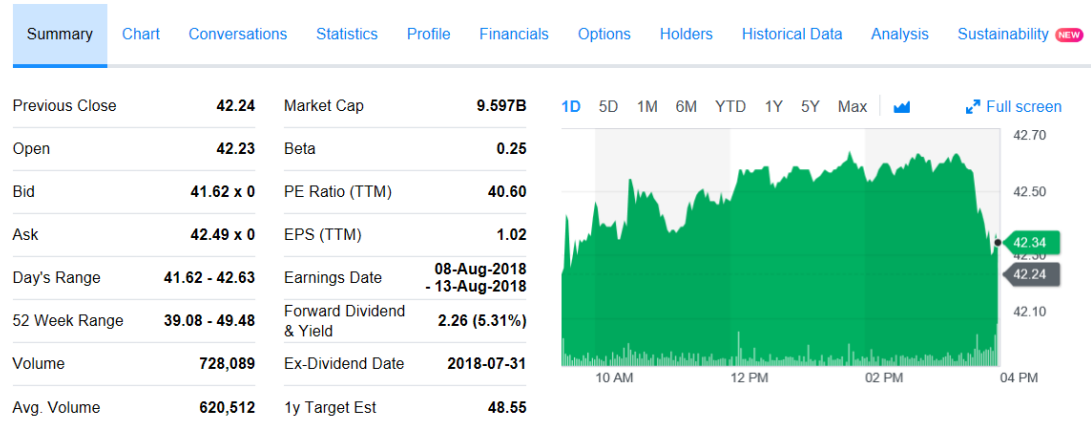 Summary Chart Conversations Statistics Profile Financials Options Holders Historical Data Analysis Sustainability NEW
Previous Close 42.24
Open 42.23
Bid 41.62 x 0
Ask 42.49 x 0
Day's Range 41.62 - 42.63
52 Week Range 39.08 - 49.48
Volume 728,089
Avg. Volume 620,512
Market Cap 9.597B
Beta 0.25
PE Ratio (TTM) 40.60
EPS (TTM) 1.02
Earnings Date 08-Aug-2018
- 13-Aug-2018
Forward Dividend
& Yield 2.26 (5.31%)
Ex-Dividend Date 2018-07-31
1y Target Est 48.55
1D 5D 1M 6M YTD 1Y 5Y Max Full screen
42.70
42.50
42.34
42.30
42.24
42.10
10 AM 12 PM 02 PM 04 PM